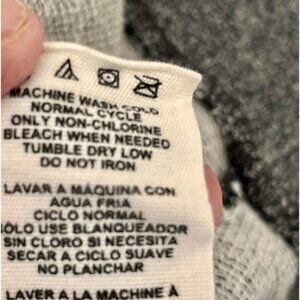 MACHINE WASH COLD
NORMAL CYCLE
ONLY NON-CHLORINE
BLEACH WHEN NEEDED
TUMBLE DRY LOW
DO NOT IRON
LAVAR A MÁQUINA CON
AGUA FRIA
CICLO NORMAL
SÓLO USE BLANQUEADOR
SIN CLORO SI NECESITA
SECAR A CICLO SUAVE
NO PLANCHAR
LAVER A LA MACHINE À